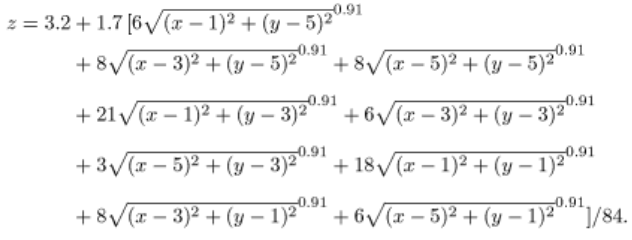 z = 3.2 + 1.7 [6√((x − 1)² + (y − 5)²)^0.91
+ 8√((x − 3)² + (y − 5)²)^0.91 + 8√((x − 5)² + (y − 5)²)^0.91
+ 21√((x − 1)² + (y − 3)²)^0.91 + 6√((x − 3)² + (y − 3)²)^0.91
+ 3√((x − 5)² + (y − 3)²)^0.91 + 18√((x − 1)² + (y − 1)²)^0.91
+ 8√((x − 3)² + (y − 1)²)^0.91 + 6√((x − 5)² + (y − 1)²)^0.91]/84.